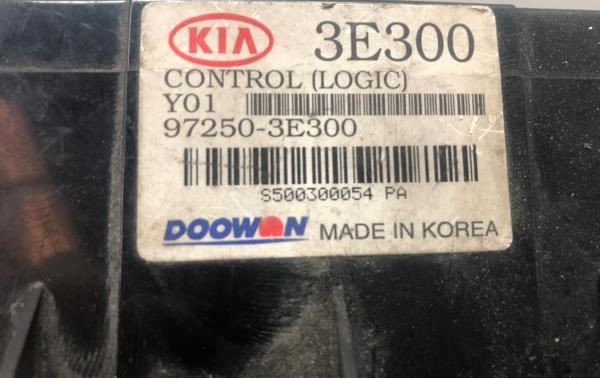 KIA 3E300
CONTROL (LOGIC)
Y01
97250-3E300
S500300054 PA
DOOWON MADE IN KOREA